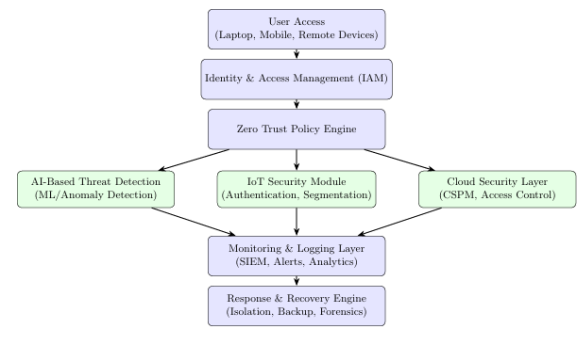 User Access
(Laptop, Mobile, Remote Devices)
Identity & Access Management (IAM)
Zero Trust Policy Engine
AI-Based Threat Detection
(ML/Anomaly Detection)
IoT Security Module
(Authentication, Segmentation)
Cloud Security Layer
(CSPM, Access Control)
Monitoring & Logging Layer
(SIEM, Alerts, Analytics)
Response & Recovery Engine
(Isolation, Backup, Forensics)